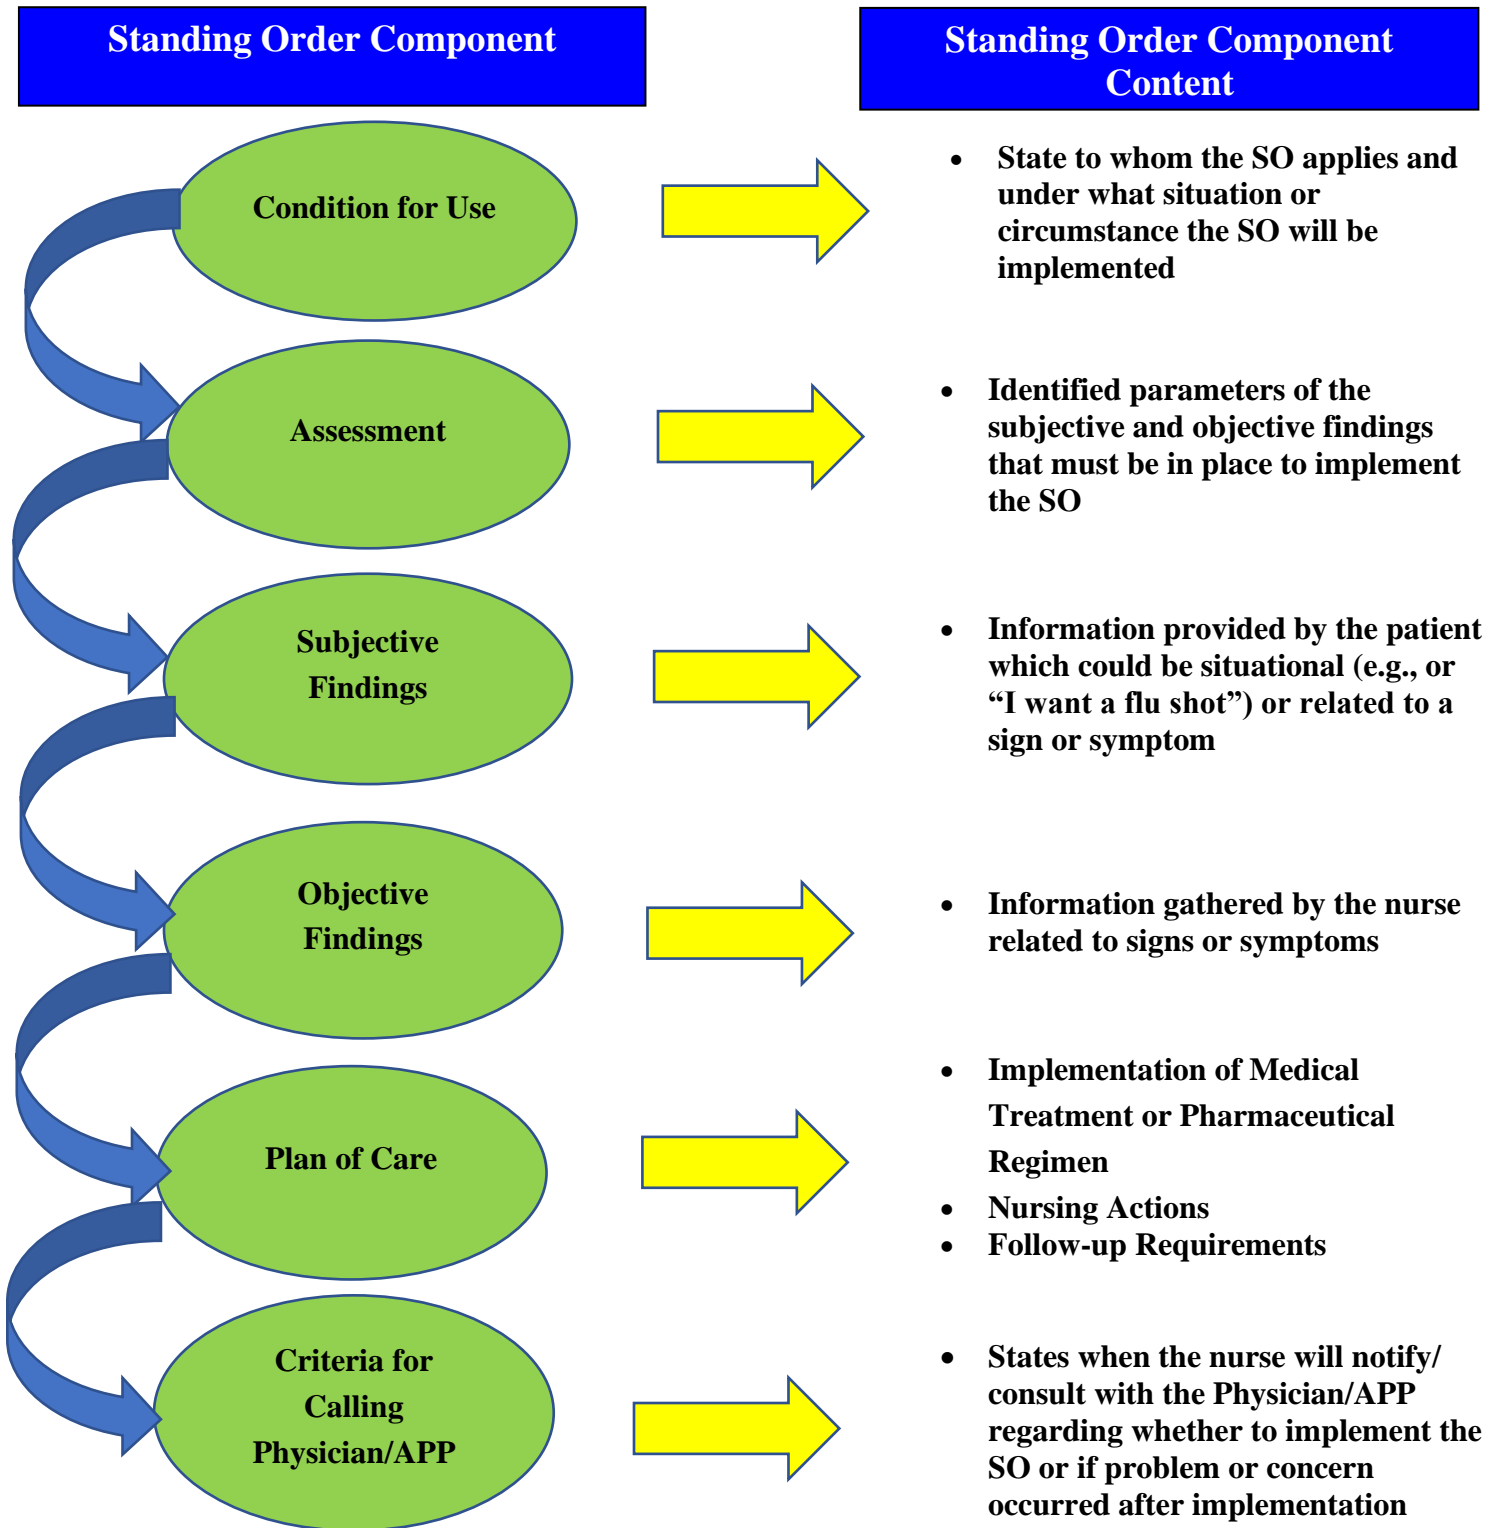 Standing Order Component
Standing Order Component
Content
Condition for Use
• State to whom the SO applies and
under what situation or
circumstance the SO will be
implemented
Assessment
• Identified parameters of the
subjective and objective findings
that must be in place to implement
the SO
Subjective
Findings
• Information provided by the patient
which could be situational (e.g., or
“I want a flu shot”) or related to a
sign or symptom
Objective
Findings
• Information gathered by the nurse
related to signs or symptoms
Plan of Care
• Implementation of Medical
Treatment or Pharmaceutical
Regimen
• Nursing Actions
• Follow-up Requirements
Criteria for
Calling
Physician/APP
• States when the nurse will notify/
consult with the Physician/APP
regarding whether to implement the
SO or if problem or concern
occurred after implementation